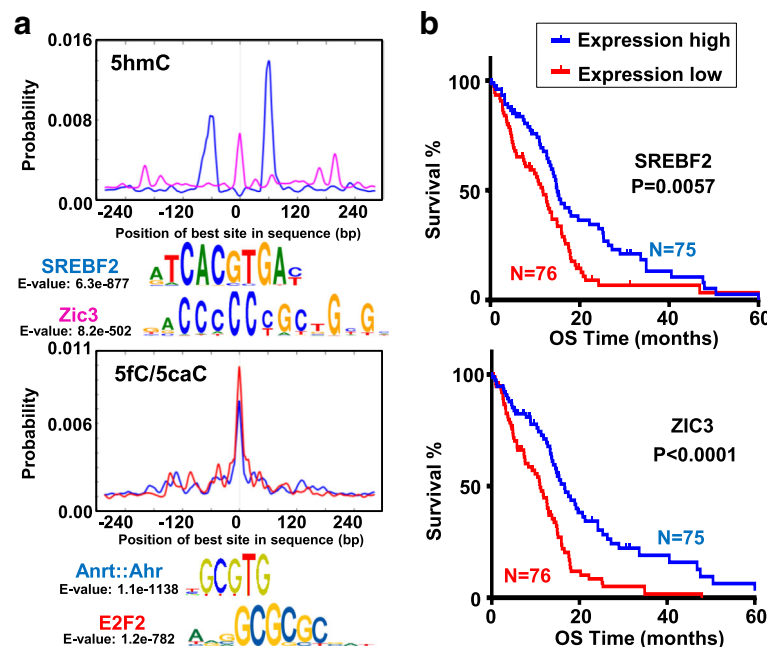 a
0.016
5hmC
0.008
0.00
Probability
-240 -120 0 120 240
Position of best site in sequence (bp)
SREBF2
E-value: 6.3e-877
ATCACGTGAC
Zic3
E-value: 8.2e-502
0.011
5fC/5caC
0.006
0.00
Probability
-240 -120 0 120 240
Position of best site in sequence (bp)
Anrt::Ahr
E-value: 1.1e-1138
GCGTG
E2F2
E-value: 1.2e-782
GCGCGC
b
Expression high
Expression low
100
50
0
Survival %
SREBF2
P=0.0057
N=75
N=76
0 20 40 60
OS Time (months)
100
50
0
Survival %
ZIC3
P<0.0001
N=75
N=76
0 20 40 60
OS Time (months)